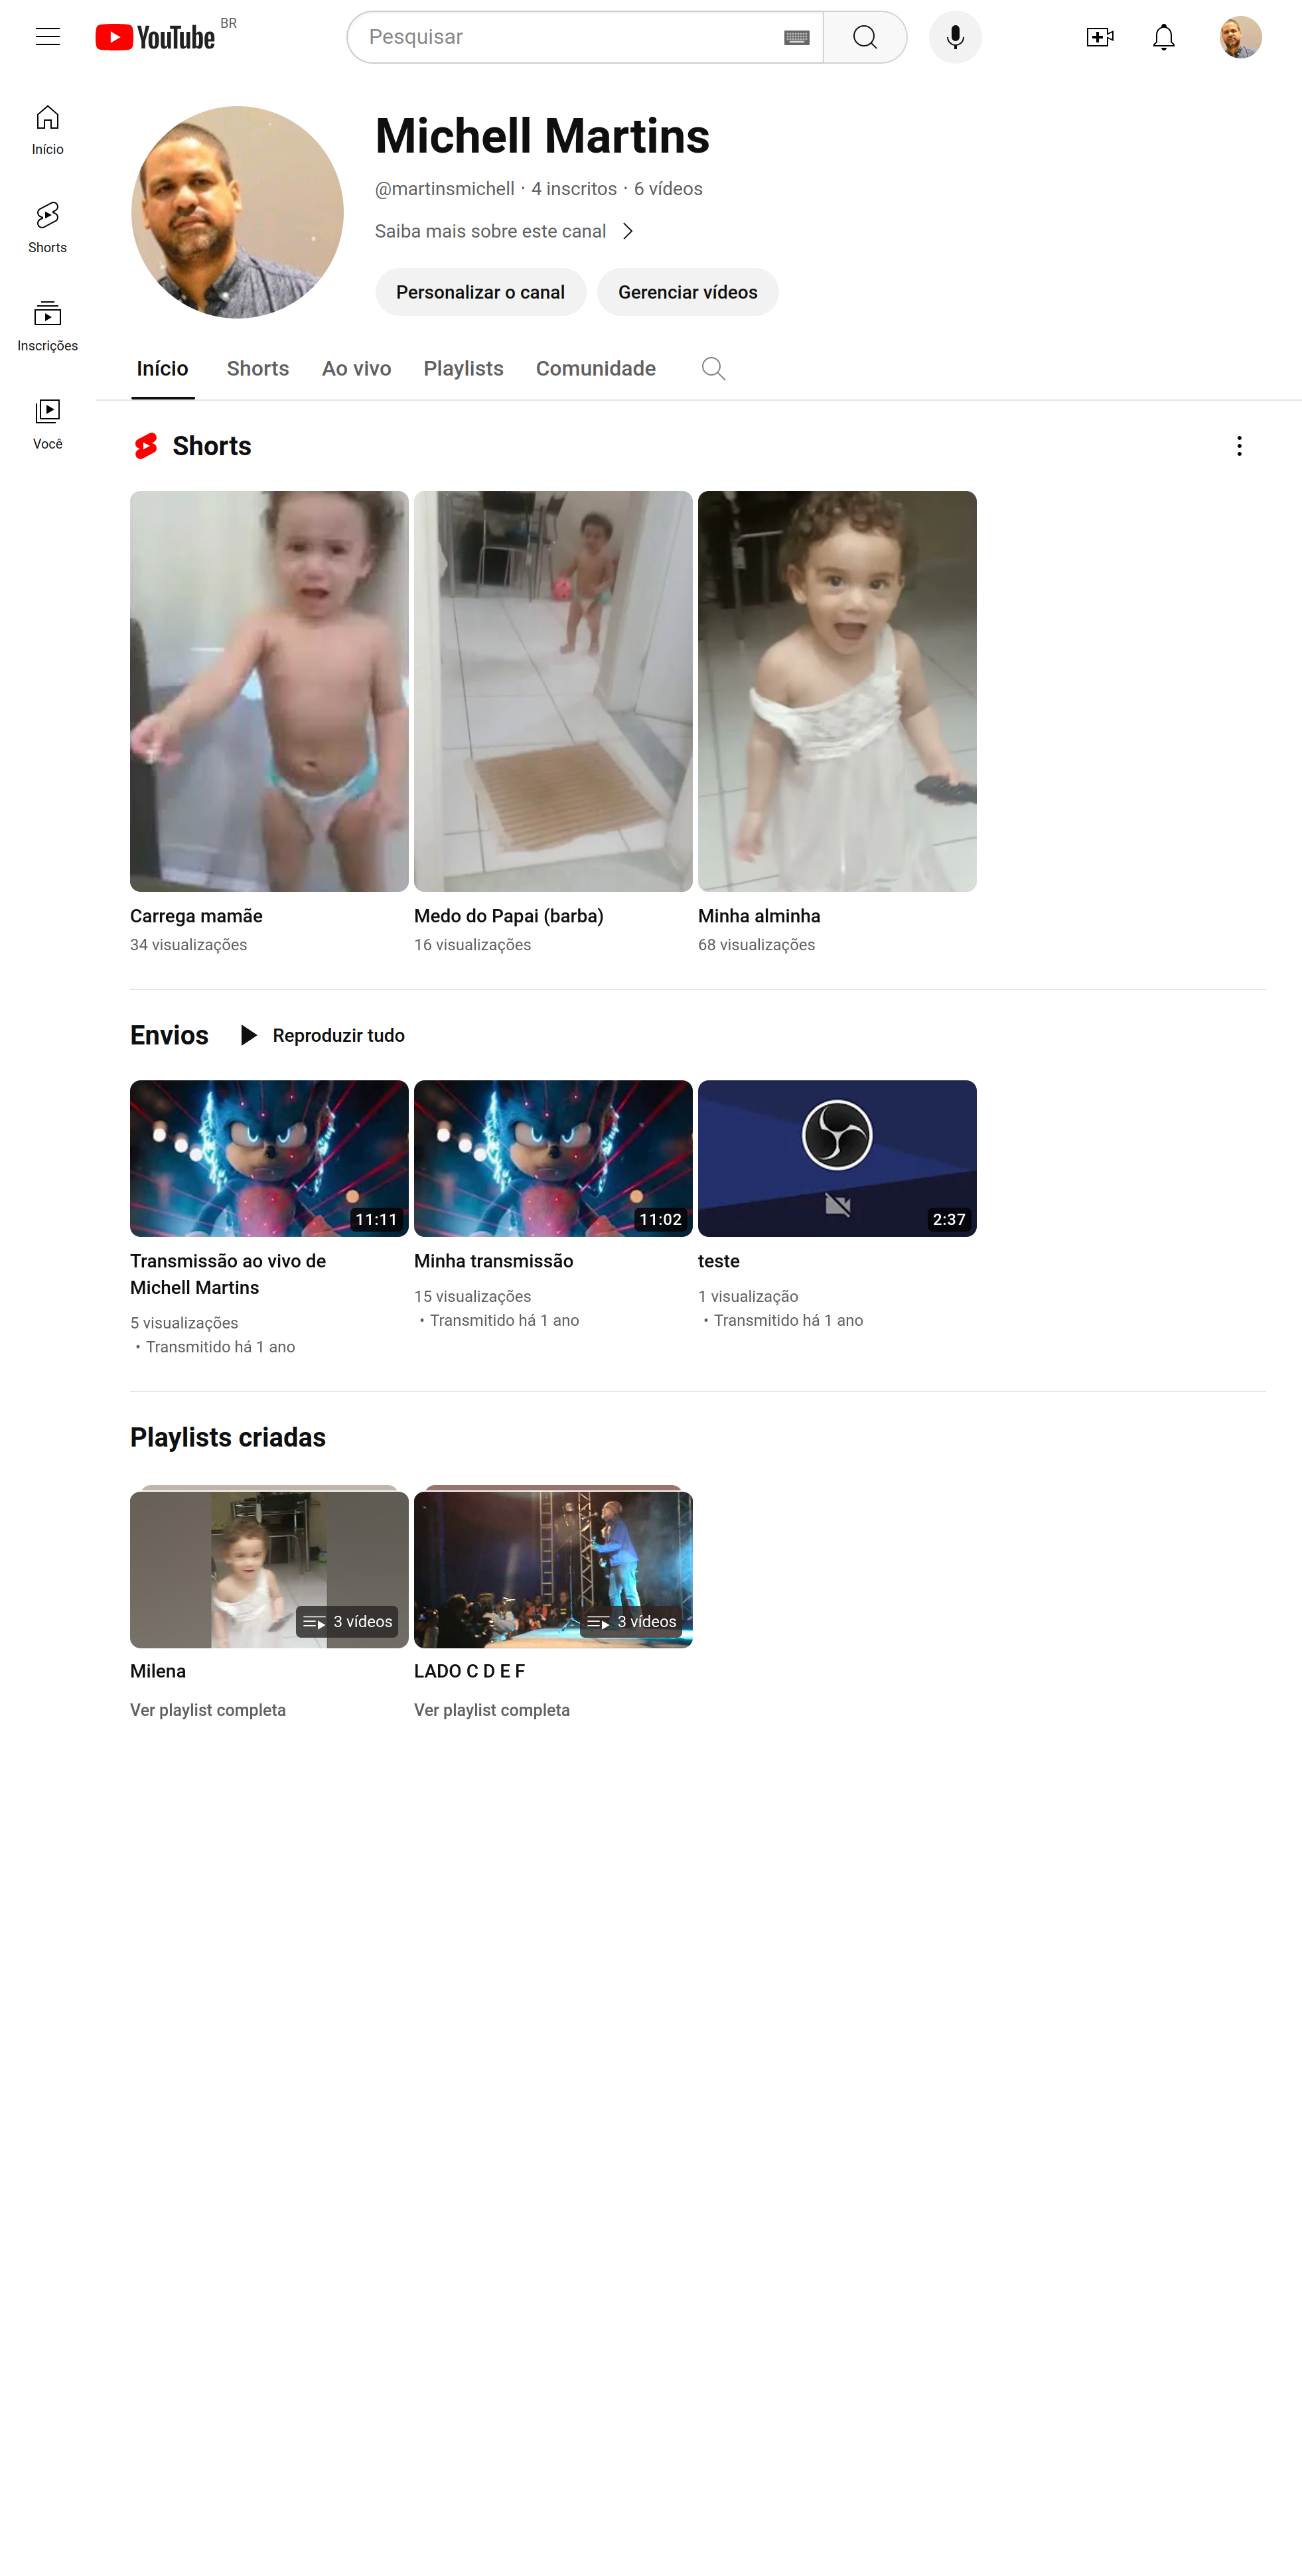 YouTube BR
Pesquisar
Início
Shorts
Inscrições
Você
Michell Martins
@martinsmichell · 4 inscritos · 6 vídeos
Saiba mais sobre este canal
Personalizar o canal
Gerenciar vídeos
Início Shorts Ao vivo Playlists Comunidade
Shorts
Carrega mamãe
34 visualizações
Medo do Papai (barba)
16 visualizações
Minha alminha
68 visualizações
Envios
Reproduzir tudo
11:11
Transmissão ao vivo de
Michell Martins
5 visualizações
• Transmitido há 1 ano
11:02
Minha transmissão
15 visualizações
• Transmitido há 1 ano
2:37
teste
1 visualização
• Transmitido há 1 ano
Playlists criadas
3 vídeos
Milena
Ver playlist completa
3 vídeos
LADO C D E F
Ver playlist completa